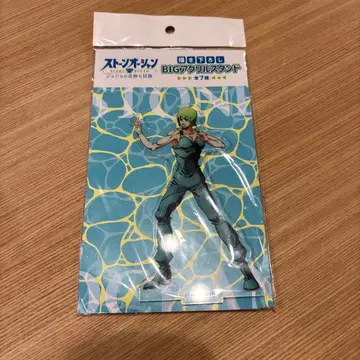 ストーンオーシャン
STONE OCEAN
ジョジョの奇妙な冒険
描き下ろし
BIGアクリルスタンド
▶▶▶ 全7種 ◀◀◀